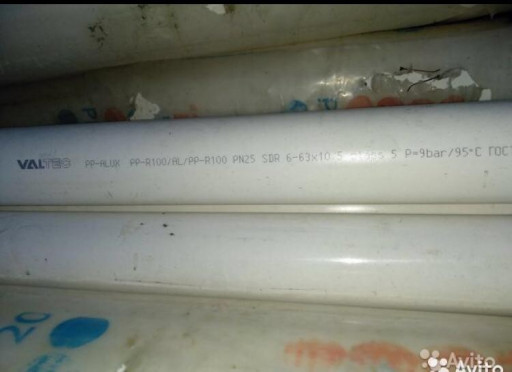 VALTEC PP-ALUX PP-R100/AL/PP-R100 PN25 SDR 6-63x10.5 5 P=9bar/95°C ГОСТ
20
Avito
Avito